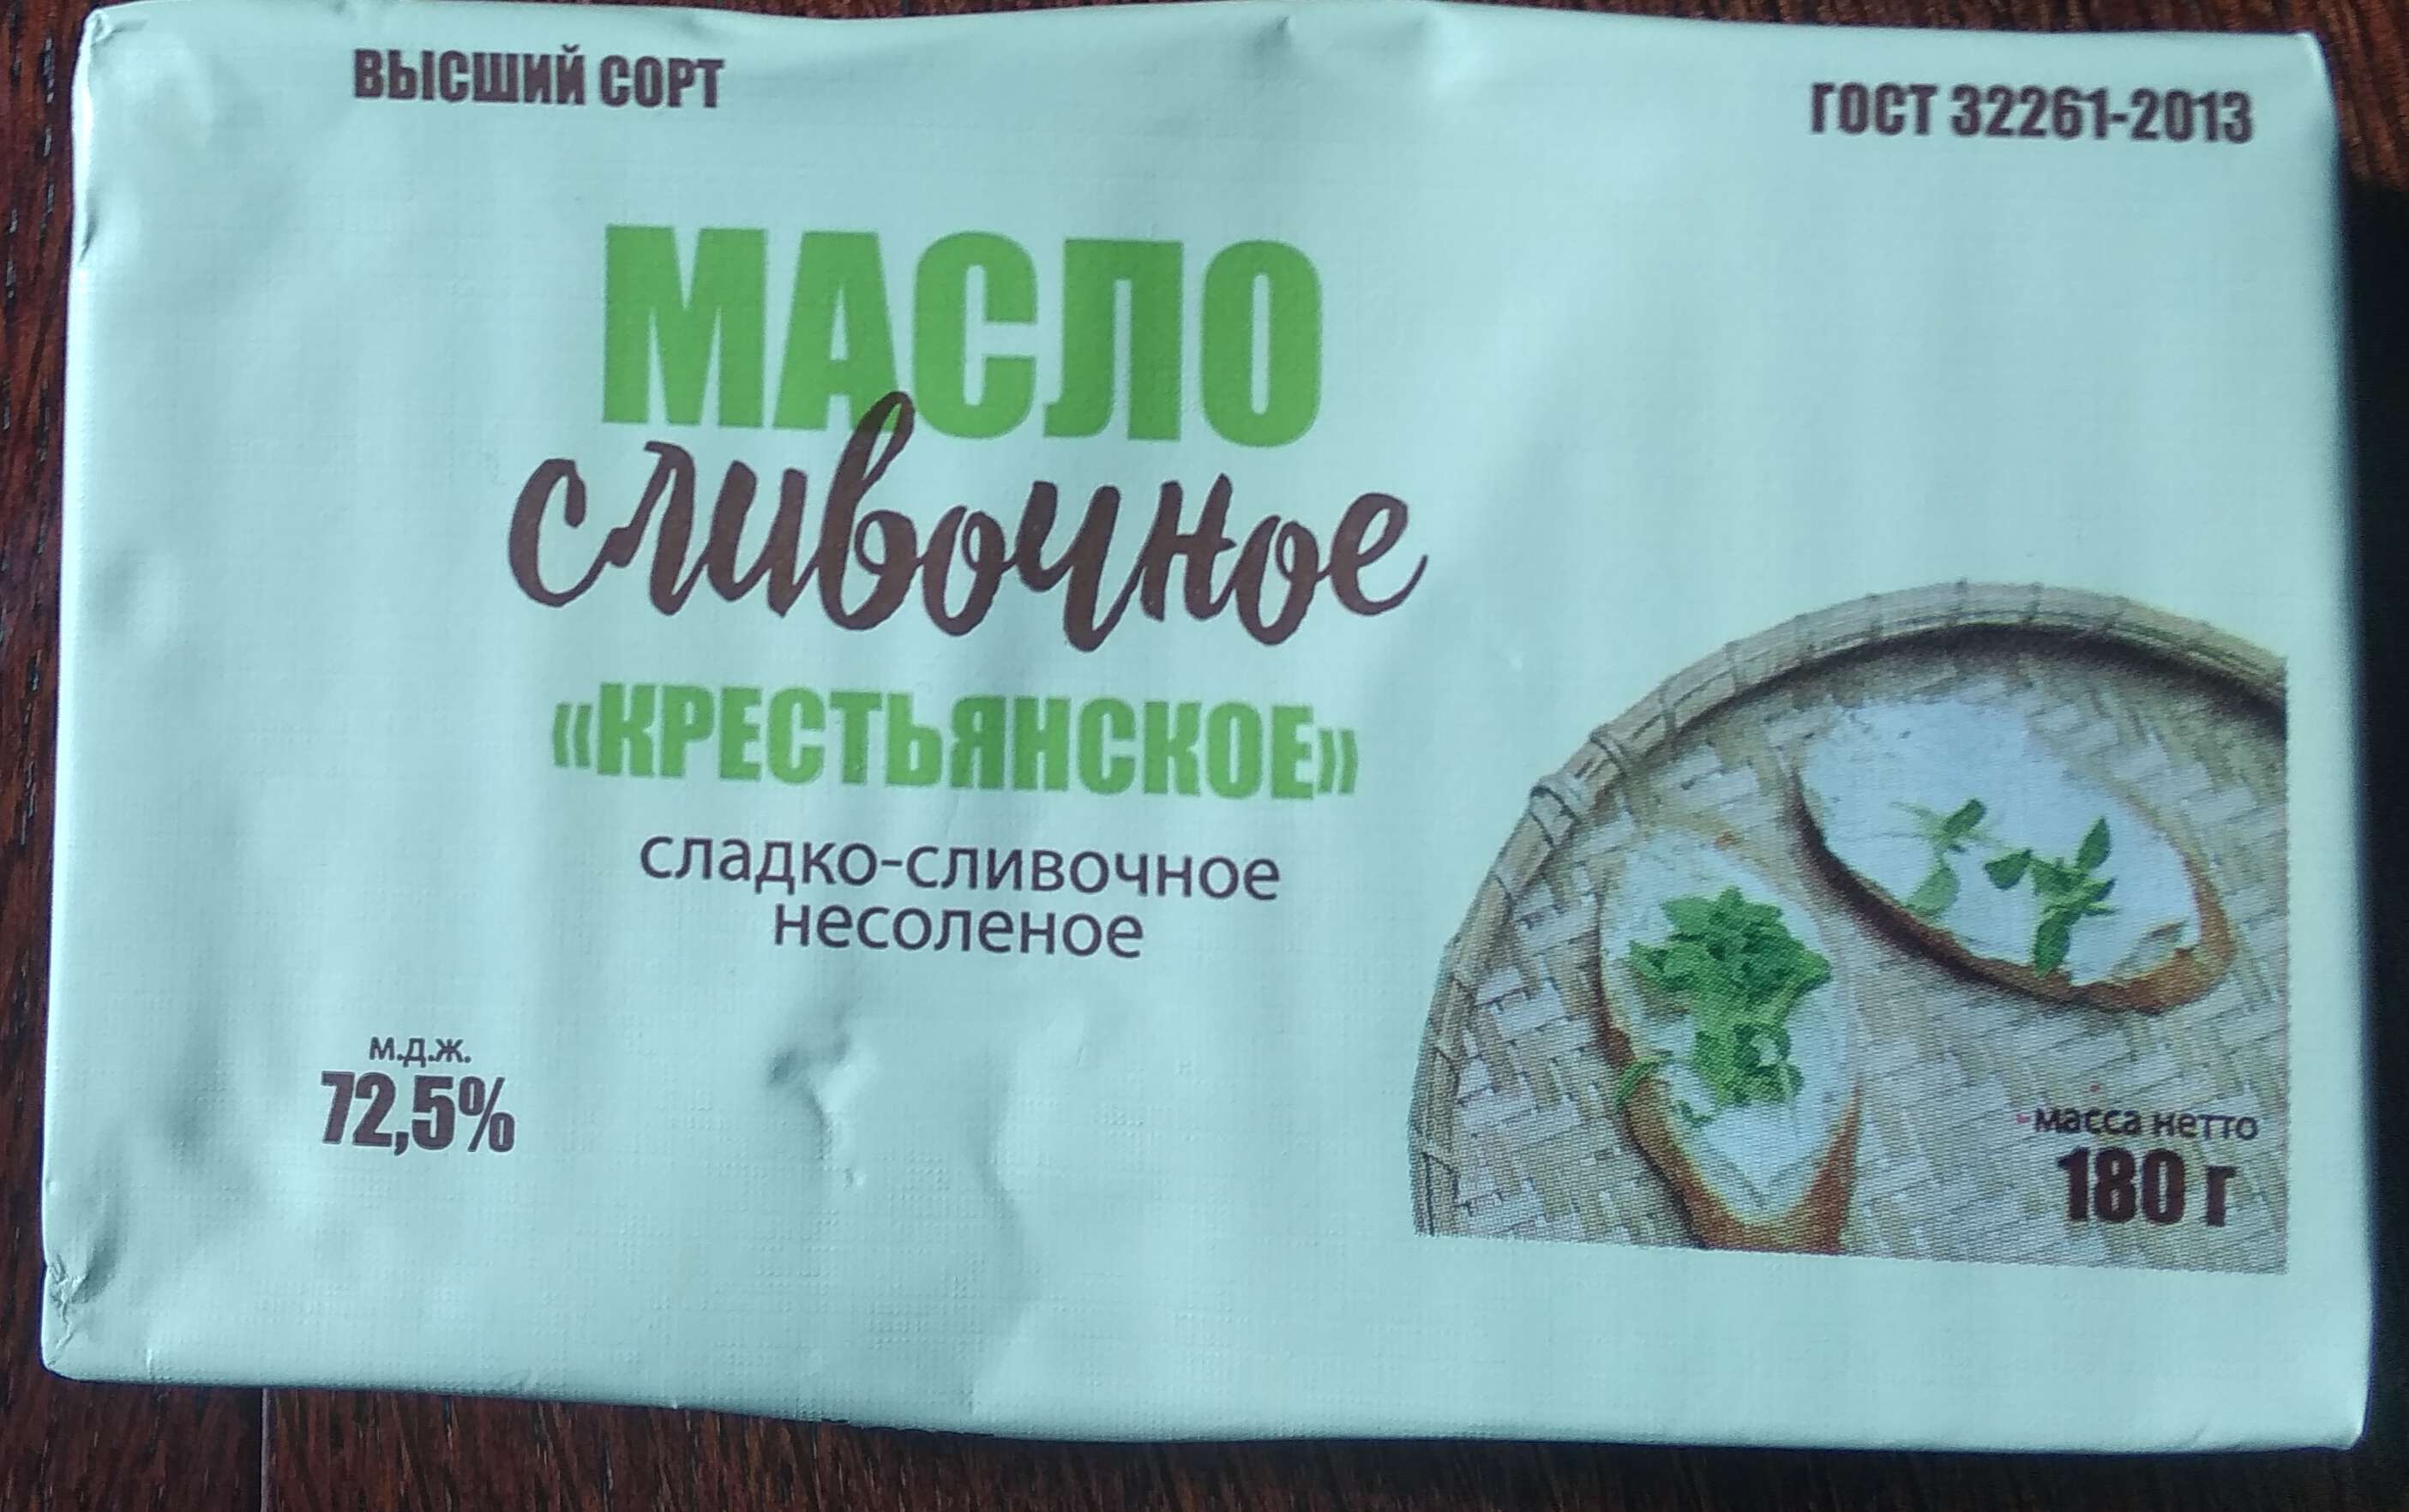 ВЫСШИЙ СОРТ
ГОСТ 32261-2013
МАСЛО
сливочное
«КРЕСТЬЯНСКОЕ»
сладко-сливочное
несоленое
м.д.ж.
72,5%
масса нетто
180 г